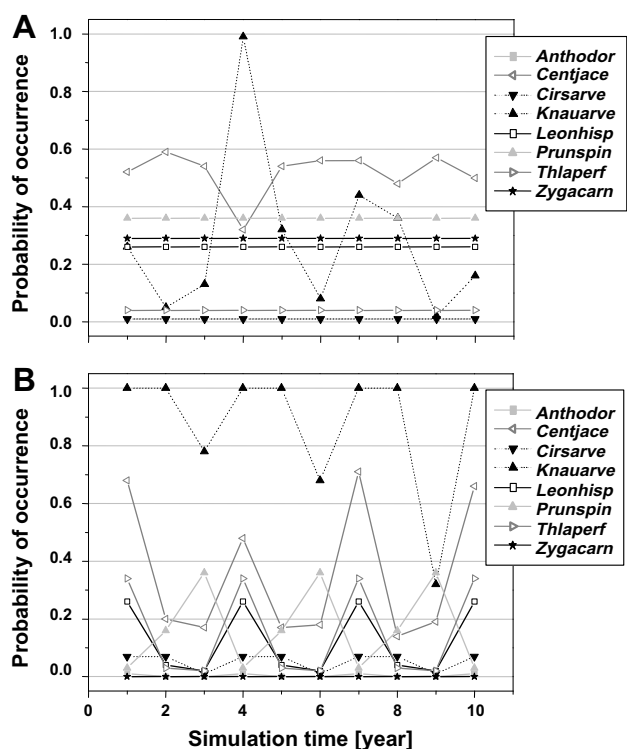 A
Probability of occurrence
1.0
0.8
0.6
0.4
0.2
0.0
Anthodor
Centjace
Cirsarve
Knauarve
Leonhisp
Prunspin
Thlaperf
Zygacarn
B
Probability of occurrence
1.0
0.8
0.6
0.4
0.2
0.0
Anthodor
Centjace
Cirsarve
Knauarve
Leonhisp
Prunspin
Thlaperf
Zygacarn
0 2 4 6 8 10
Simulation time [year]